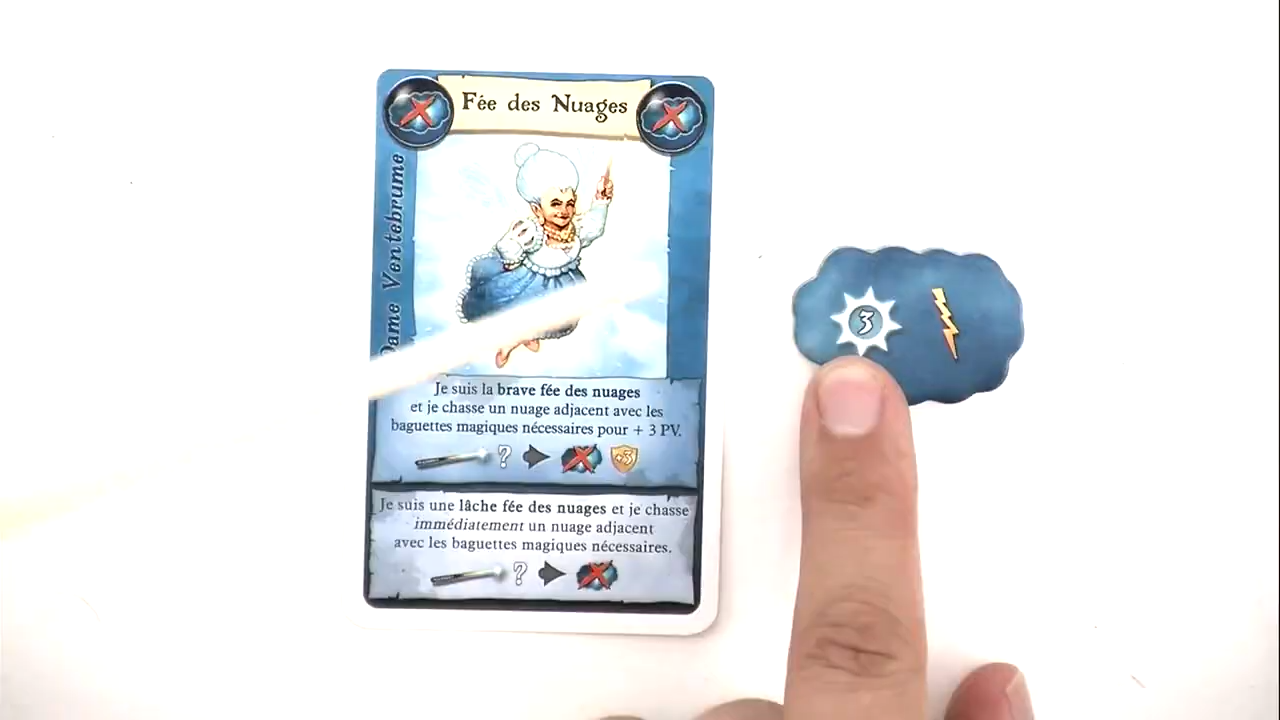 Fée des Nuages
Dame Ventebrume
3
Je suis la brave fée des nuages
et je chasse un nuage adjacent avec les
baguettes magiques nécessaires pour + 3 PV.
? +3
Je suis une lâche fée des nuages et je chasse
immédiatement un nuage adjacent
avec les baguettes magiques nécessaires.
?